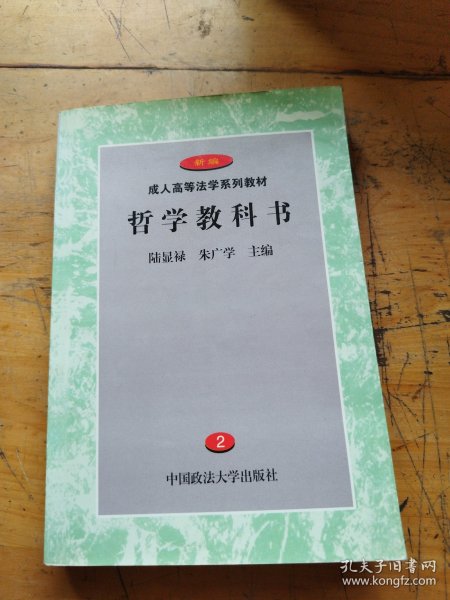 新编
成人高等法学系列教材
哲学教科书
陆显禄 朱广学 主编
2
中国政法大学出版社
孔夫子旧书网
www.kongfz.com